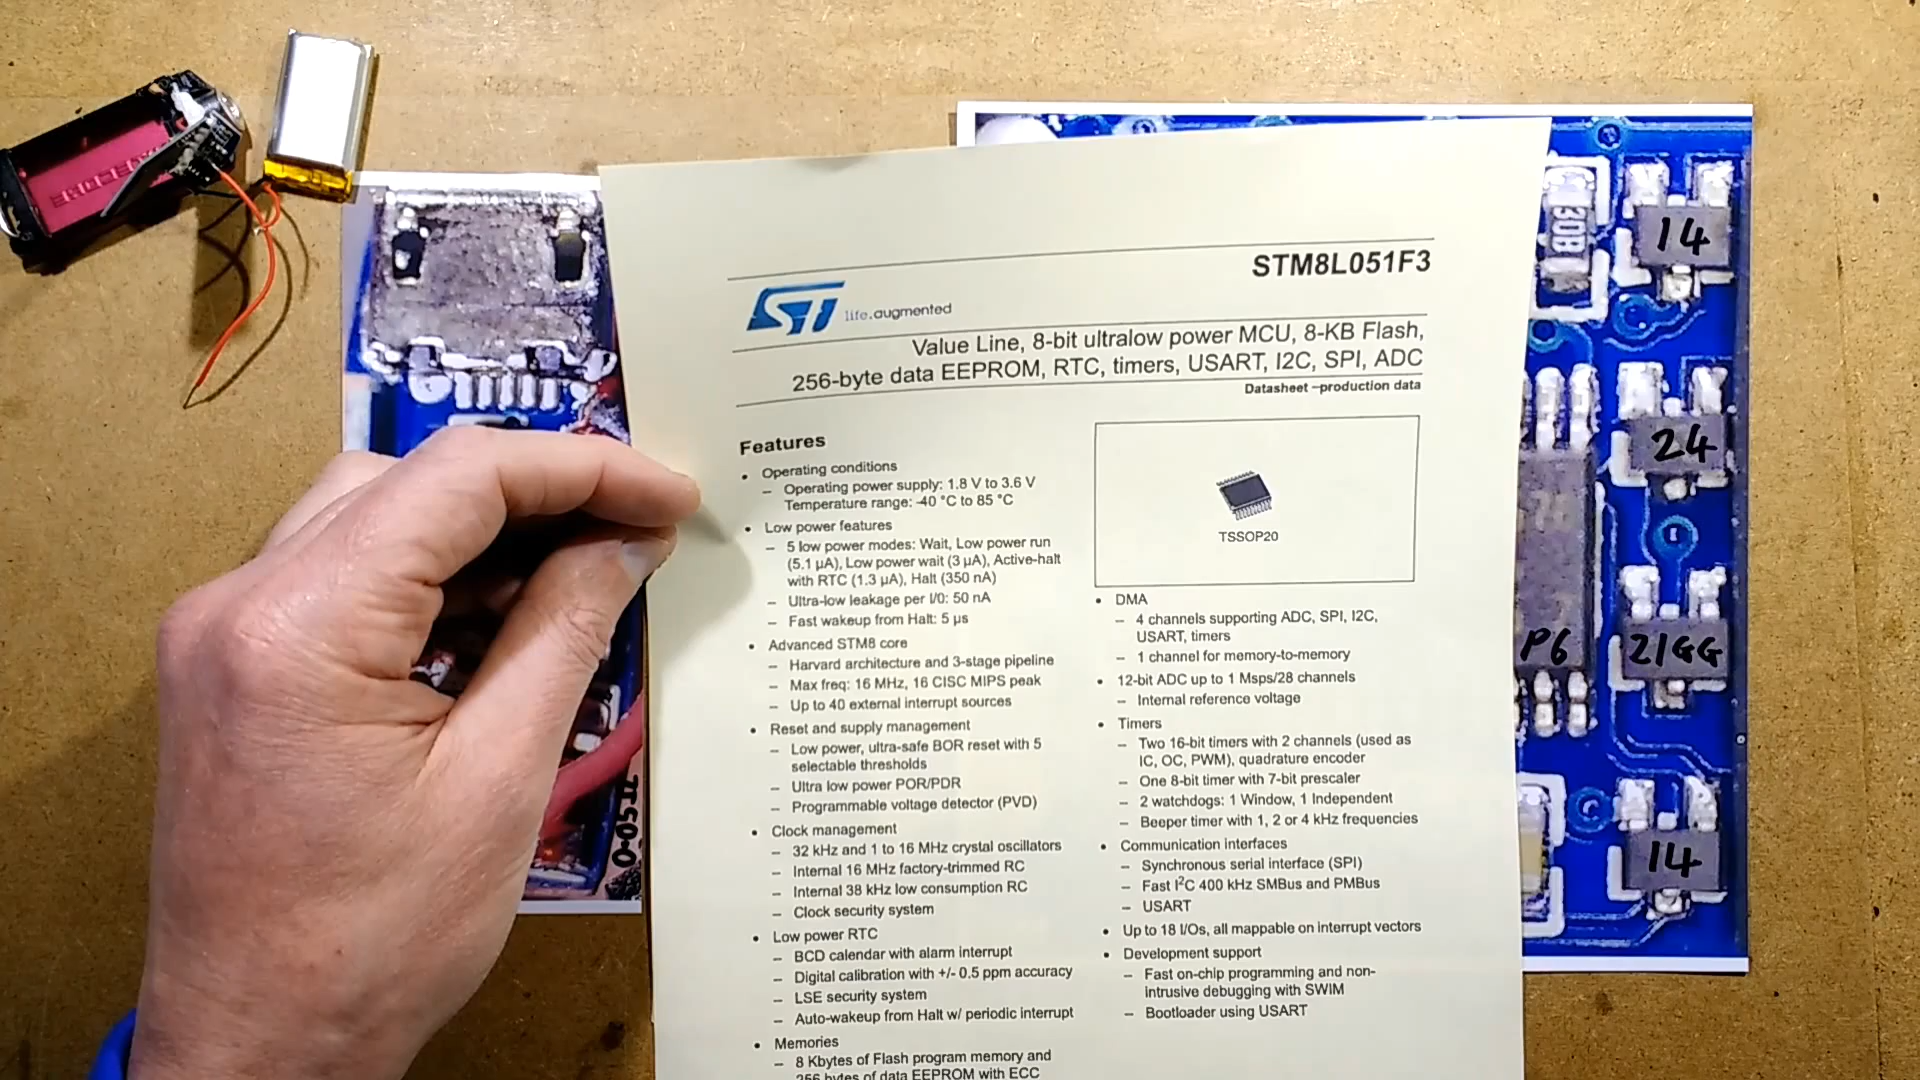 STM8L051F3
ST life.augmented
Value Line, 8-bit ultralow power MCU, 8-KB Flash,
256-byte data EEPROM, RTC, timers, USART, I2C, SPI, ADC
Datasheet –production data
Features
• Operating conditions
– Operating power supply: 1.8 V to 3.6 V
Temperature range: -40 °C to 85 °C
• Low power features
– 5 low power modes: Wait, Low power run
(5.1 µA), Low power wait (3 µA), Active-halt
with RTC (1.3 µA), Halt (350 nA)
– Ultra-low leakage per I/0: 50 nA
– Fast wakeup from Halt: 5 µs
• Advanced STM8 core
– Harvard architecture and 3-stage pipeline
– Max freq: 16 MHz, 16 CISC MIPS peak
– Up to 40 external interrupt sources
• Reset and supply management
– Low power, ultra-safe BOR reset with 5
selectable thresholds
– Ultra low power POR/PDR
– Programmable voltage detector (PVD)
• Clock management
– 32 kHz and 1 to 16 MHz crystal oscillators
– Internal 16 MHz factory-trimmed RC
– Internal 38 kHz low consumption RC
– Clock security system
• Low power RTC
– BCD calendar with alarm interrupt
– Digital calibration with +/- 0.5 ppm accuracy
– LSE security system
– Auto-wakeup from Halt w/ periodic interrupt
• Memories
– 8 Kbytes of Flash program memory and
256 bytes of data EEPROM with ECC
TSSOP20
• DMA
– 4 channels supporting ADC, SPI, I2C,
USART, timers
– 1 channel for memory-to-memory
• 12-bit ADC up to 1 Msps/28 channels
– Internal reference voltage
• Timers
– Two 16-bit timers with 2 channels (used as
IC, OC, PWM), quadrature encoder
– One 8-bit timer with 7-bit prescaler
– 2 watchdogs: 1 Window, 1 Independent
– Beeper timer with 1, 2 or 4 kHz frequencies
• Communication interfaces
– Synchronous serial interface (SPI)
– Fast I²C 400 kHz SMBus and PMBus
– USART
• Up to 18 I/Os, all mappable on interrupt vectors
• Development support
– Fast on-chip programming and non-
intrusive debugging with SWIM
– Bootloader using USART
30B
14
24
P6
21GG
14